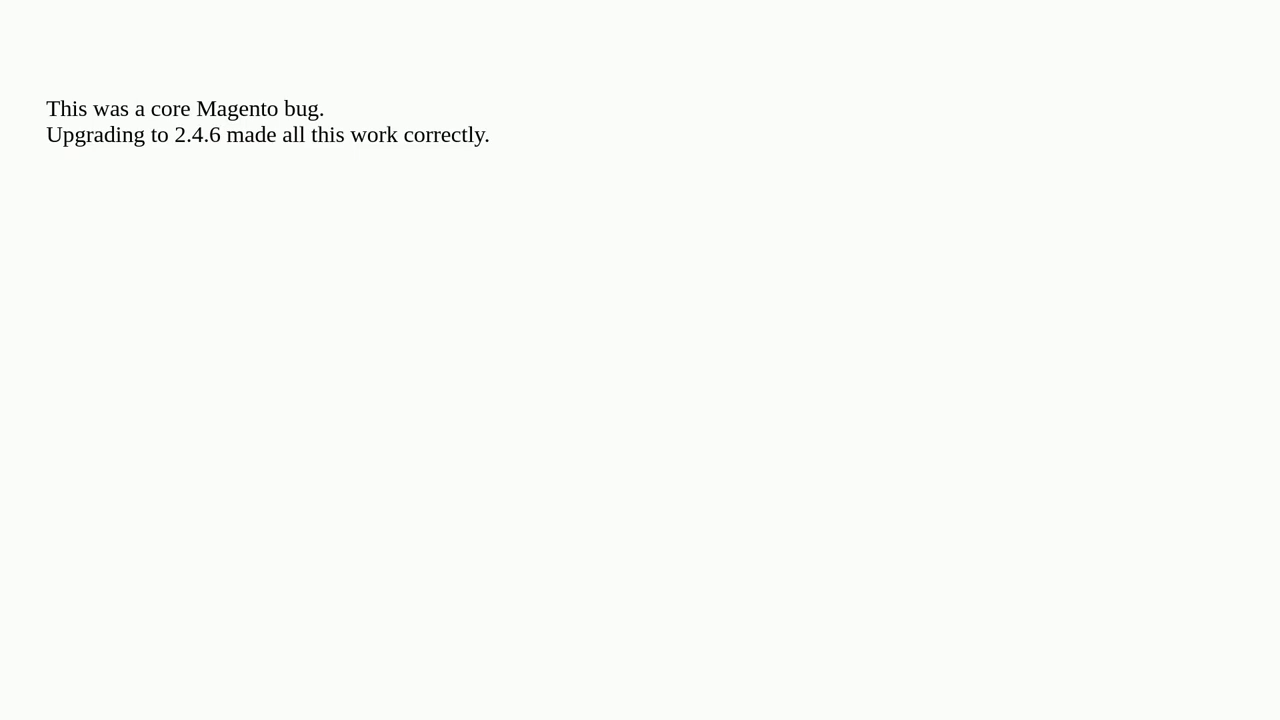 This was a core Magento bug.
Upgrading to 2.4.6 made all this work correctly.